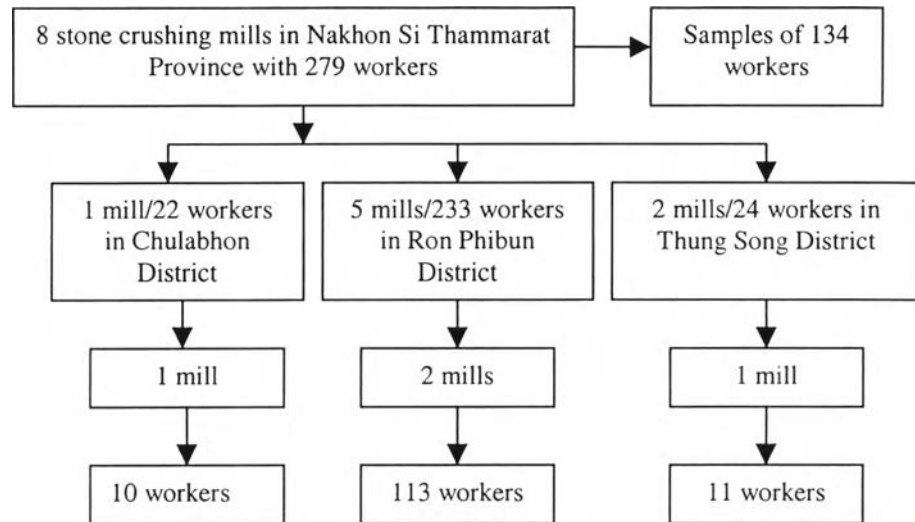 8 stone crushing mills in Nakhon Si Thammarat
Province with 279 workers
Samples of 134
workers
1 mill/22 workers
in Chulabhon
District
5 mills/233 workers
in Ron Phibun
District
2 mills/24 workers in
Thung Song District
1 mill
2 mills
1 mill
10 workers
113 workers
11 workers